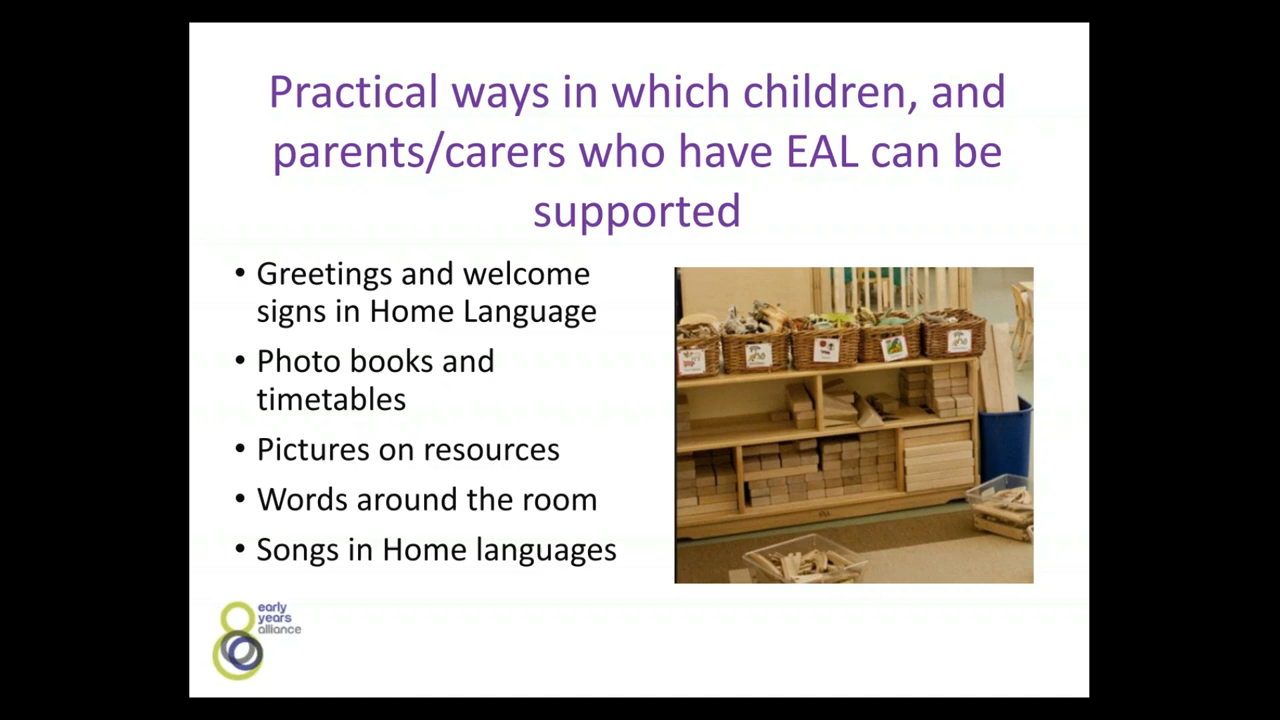 Practical ways in which children, and
parents/carers who have EAL can be
supported
• Greetings and welcome
signs in Home Language
• Photo books and
timetables
• Pictures on resources
• Words around the room
• Songs in Home languages
early
years
alliance